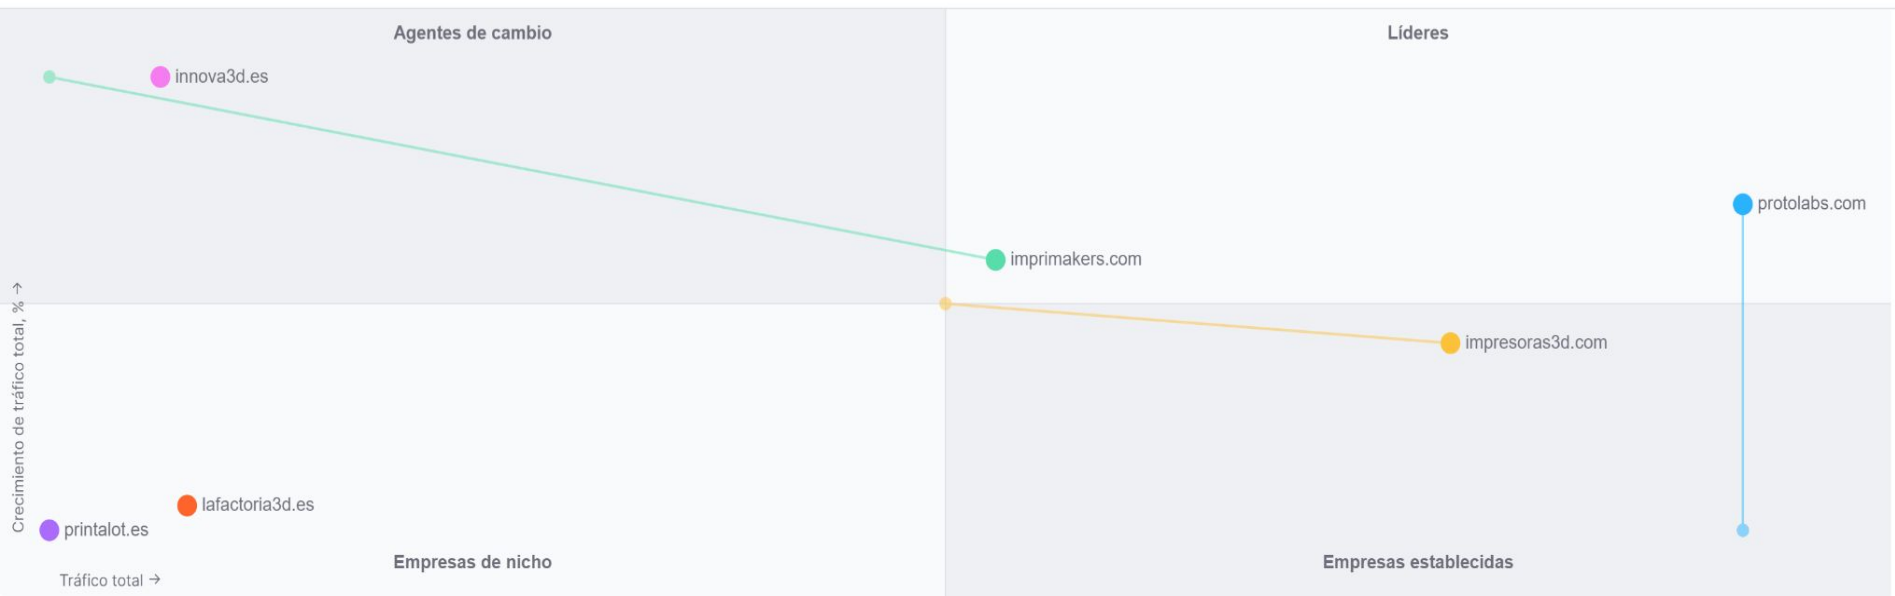 Agentes de cambio
Líderes
innova3d.es
protolabs.com
imprimakers.com
impresoras3d.com
Crecimiento de tráfico total, % →
lafactoria3d.es
printalot.es
Empresas de nicho
Empresas establecidas
Tráfico total →